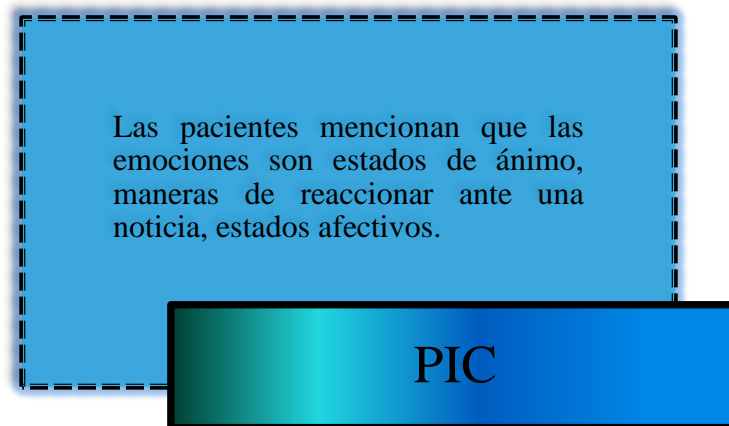 Las pacientes mencionan que las
emociones son estados de ánimo,
maneras de reaccionar ante una
noticia, estados afectivos.
PIC